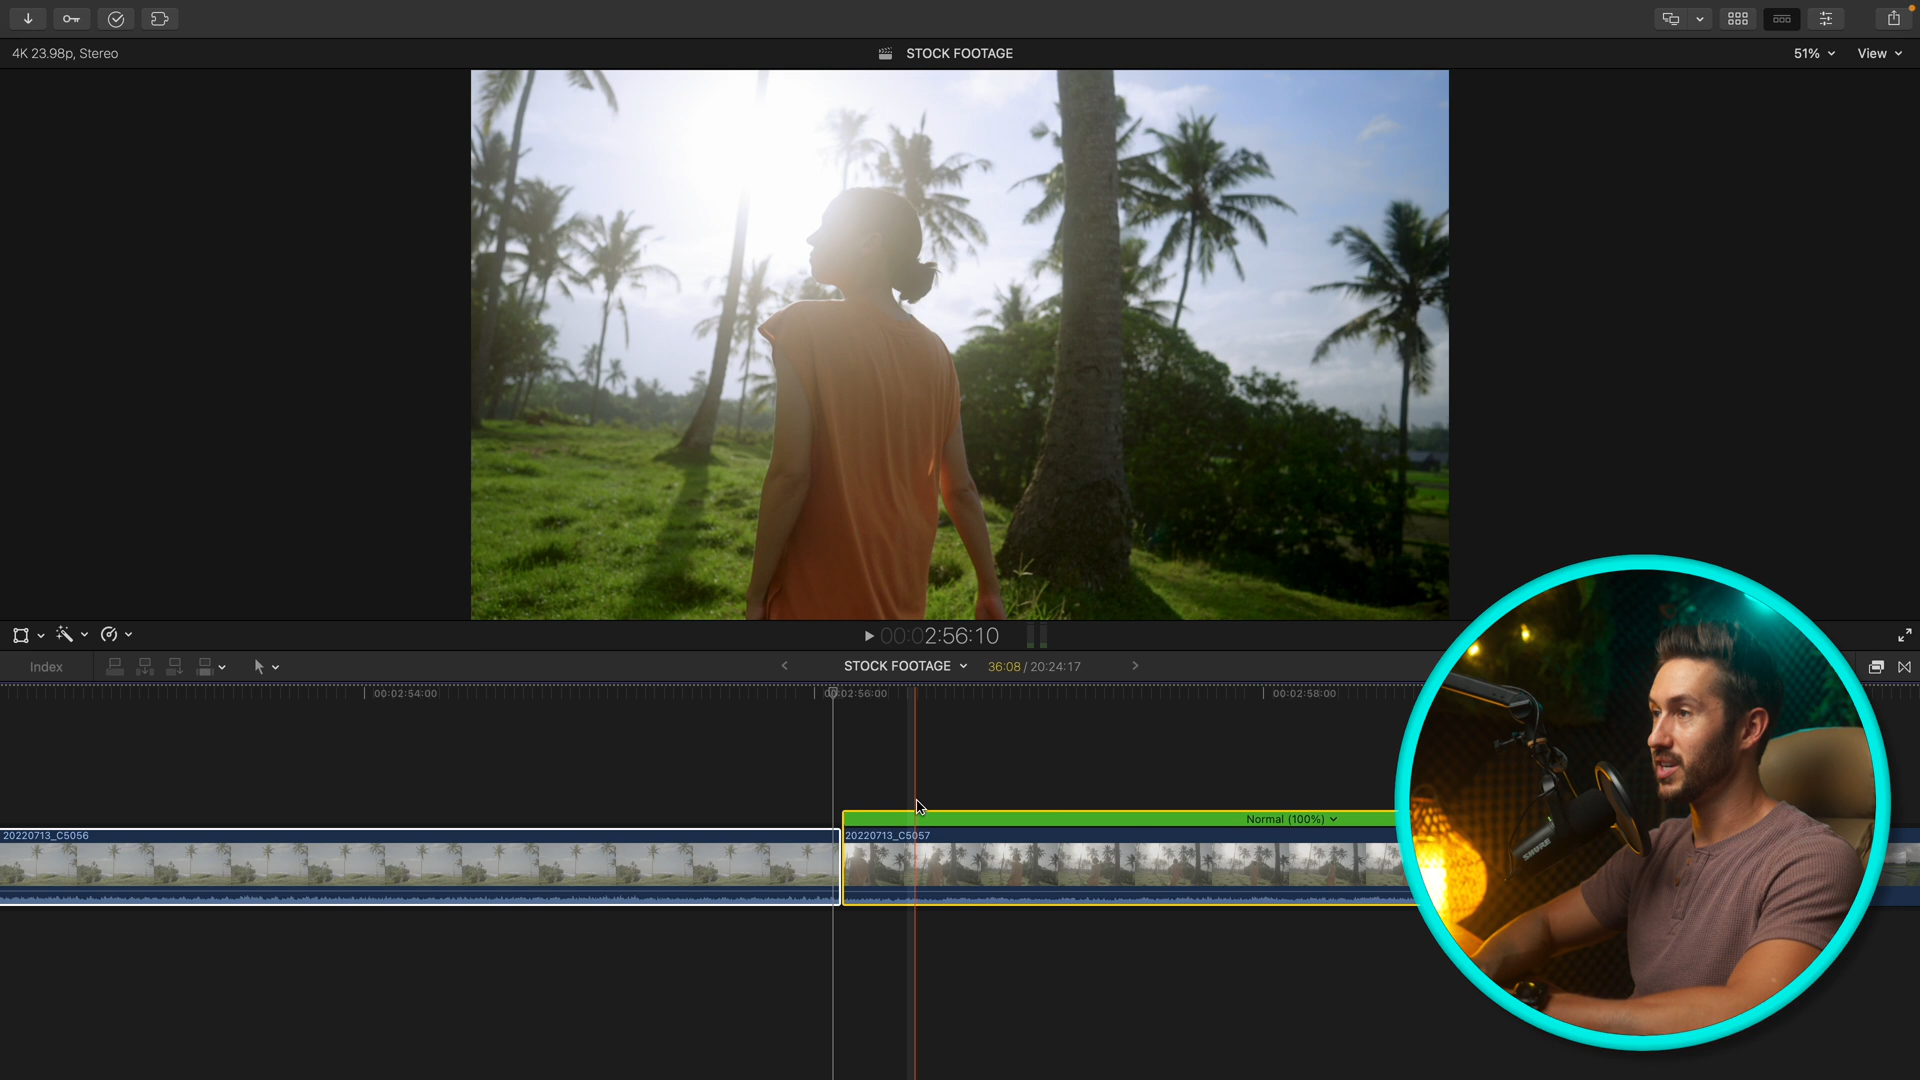 4K 23.98p, Stereo
STOCK FOOTAGE
51%
View
00:02:56:10
Index
STOCK FOOTAGE
36:08 / 20:24:17
00:02:54:00
00:02:56:00
00:02:58:00
Normal (100%)
20220713_C5056
20220713_C5057
SHURE